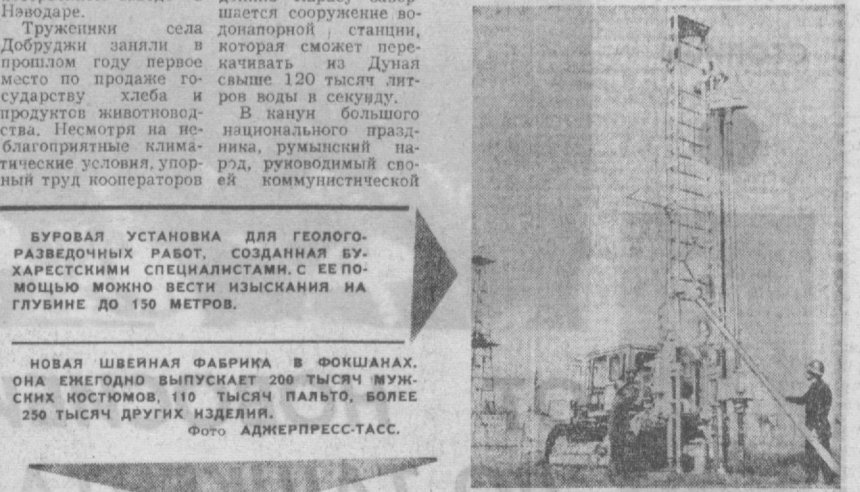 Нэводаре.
Труженики села
Добруджи заняли в
прошлом году первое
место по продаже го-
сударству хлеба и
продуктов животновод-
ства. Несмотря на не-
благоприятные клима-
тические условия, упор-
ный труд кооператоров
шается сооружение во-
донапорной станции,
которая сможет пере-
качивать из Дуная
свыше 120 тысяч лит-
ров воды в секунду.
В канун большого
национального празд-
ника, румынский на-
род, руководимый сво-
ей коммунистической
БУРОВАЯ УСТАНОВКА ДЛЯ ГЕОЛОГО-
РАЗВЕДОЧНЫХ РАБОТ, СОЗДАННАЯ БУ-
ХАРЕСТСКИМИ СПЕЦИАЛИСТАМИ. С ЕЕ ПО-
МОЩЬЮ МОЖНО ВЕСТИ ИЗЫСКАНИЯ НА
ГЛУБИНЕ ДО 150 МЕТРОВ.
НОВАЯ ШВЕЙНАЯ ФАБРИКА В ФОКШАНАХ.
ОНА ЕЖЕГОДНО ВЫПУСКАЕТ 200 ТЫСЯЧ МУЖ-
СКИХ КОСТЮМОВ, 110 ТЫСЯЧ ПАЛЬТО, БОЛЕЕ
250 ТЫСЯЧ ДРУГИХ ИЗДЕЛИЙ.
Фото АДЖЕРПРЕСС-ТАСС.